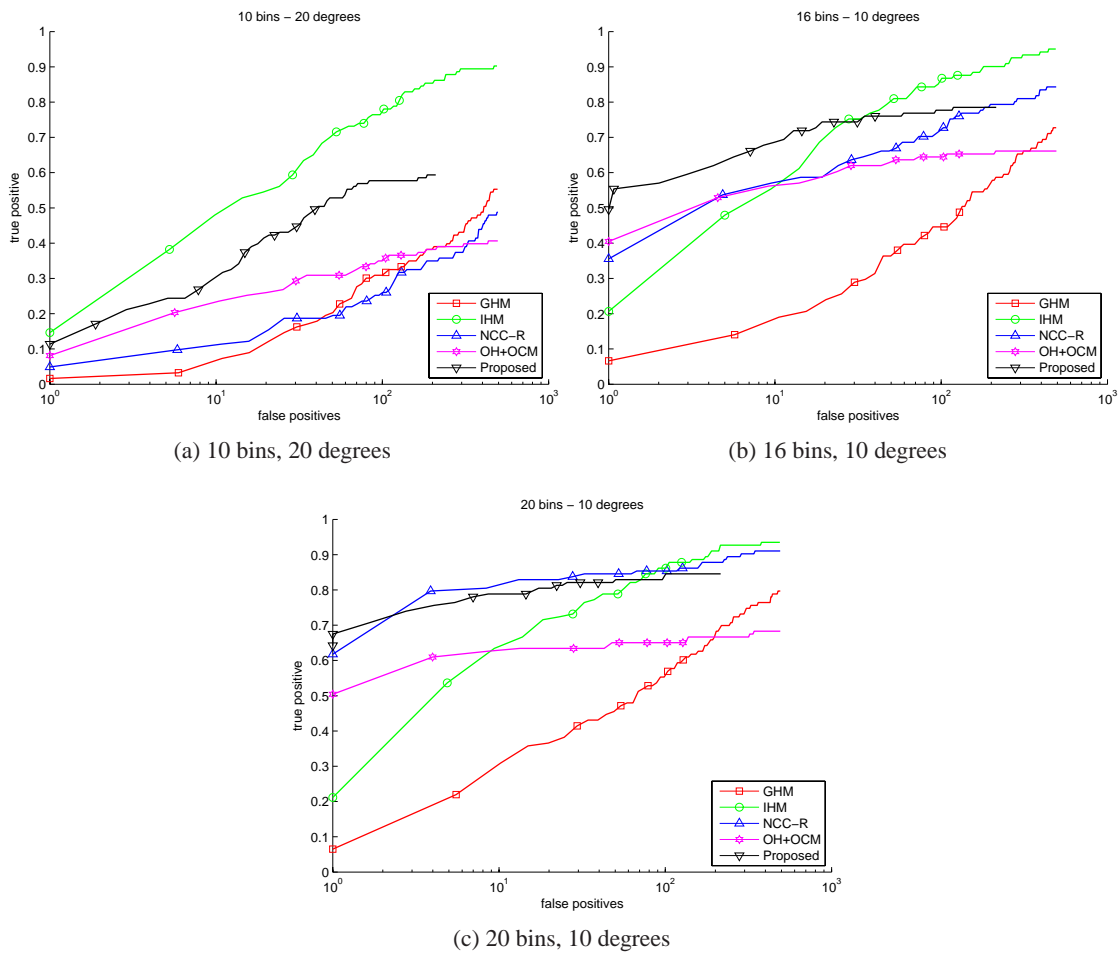 10 bins − 20 degrees
1
0.9
0.8
0.7
0.6
0.5
0.4
0.3
0.2
0.1
0
true positive
10^0
10^1
10^2
10^3
false positives
GHM
IHM
NCC−R
OH+OCM
Proposed
(a) 10 bins, 20 degrees
16 bins − 10 degrees
1
0.9
0.8
0.7
0.6
0.5
0.4
0.3
0.2
0.1
0
true positive
10^0
10^1
10^2
10^3
false positives
GHM
IHM
NCC−R
OH+OCM
Proposed
(b) 16 bins, 10 degrees
20 bins − 10 degrees
1
0.9
0.8
0.7
0.6
0.5
0.4
0.3
0.2
0.1
0
true positive
10^0
10^1
10^2
10^3
false positives
GHM
IHM
NCC−R
OH+OCM
Proposed
(c) 20 bins, 10 degrees